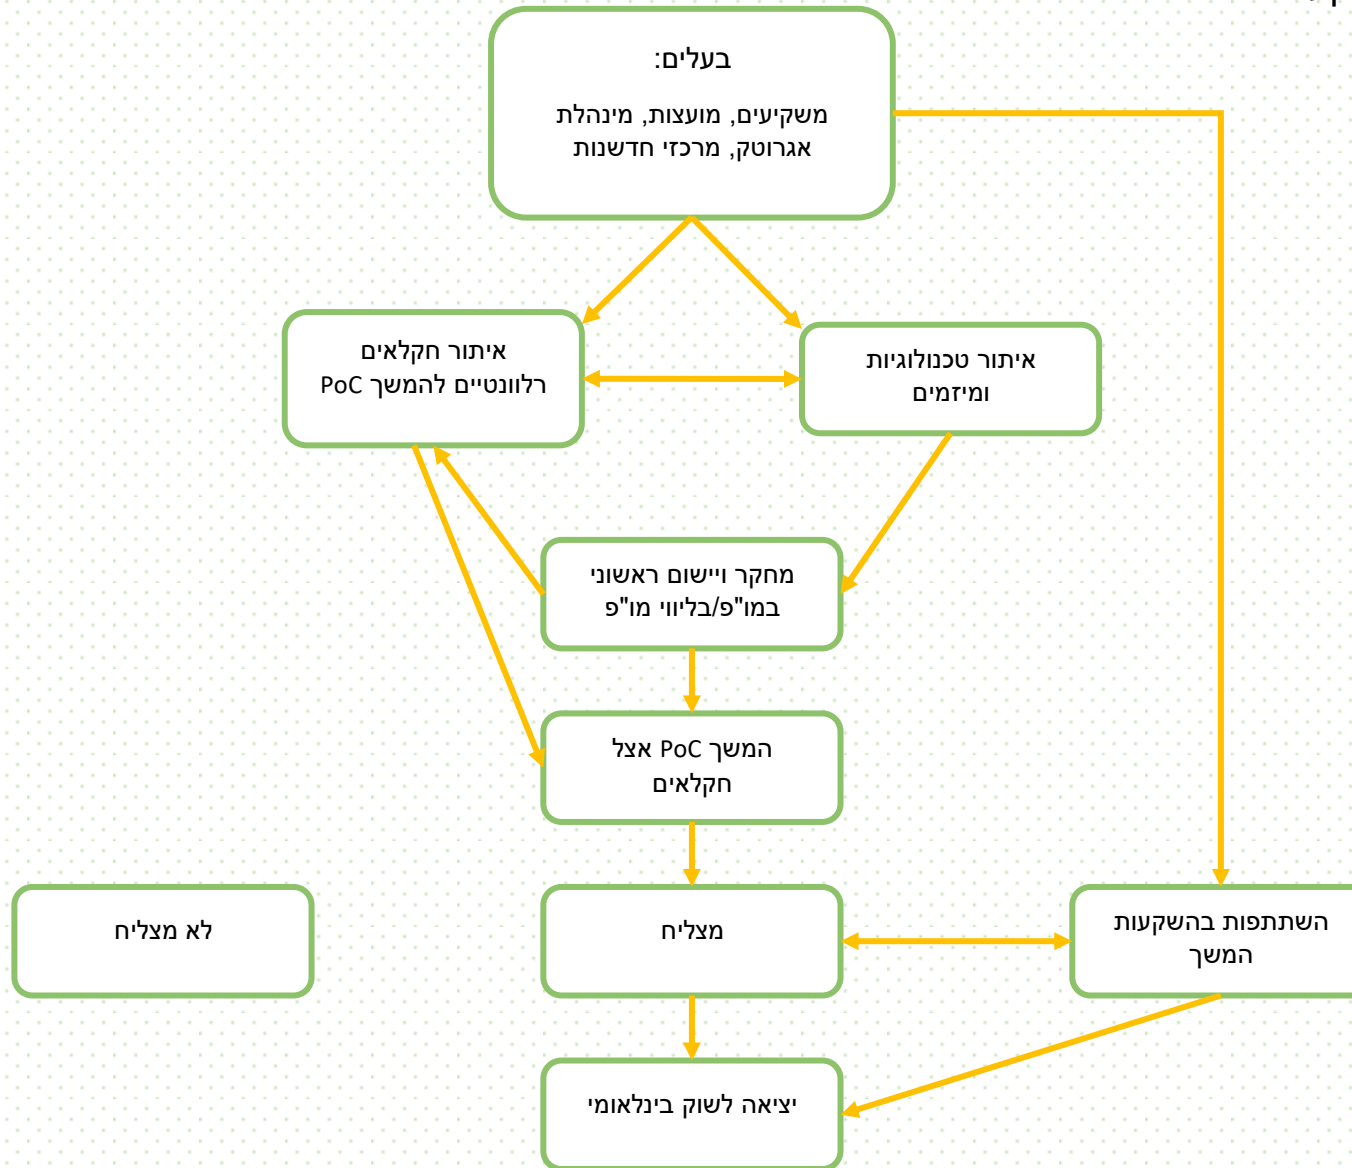 בעלים:
משקיעים, מועצות, מינהלת
אגרוטק, מרכזי חדשנות
איתור טכנולוגיות
ומיזמים
איתור חקלאים
רלוונטיים להמשך PoC
מחקר ויישום ראשוני
במו"פ/בליווי מו"פ
המשך PoC אצל
חקלאים
השתתפות בהשקעות
המשך
מצליח
לא מצליח
יציאה לשוק בינלאומי